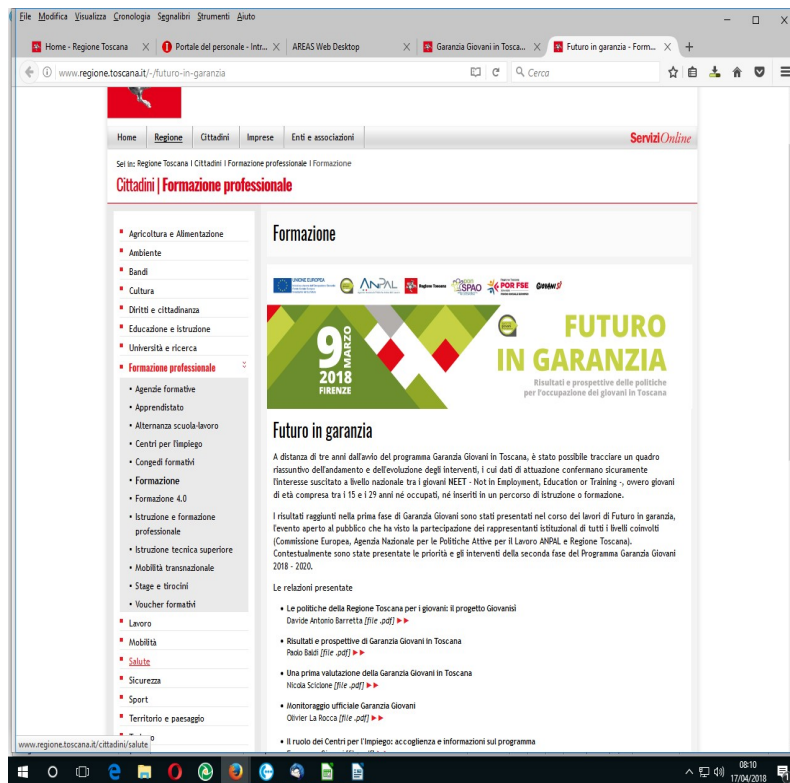 File Modifica Visualizza Cronologia Segnalibri Strumenti Aiuto
Home - Regione Toscana
Portale del personale - Intr...
AREAS Web Desktop
Garanzia Giovani in Tosca...
Futuro in garanzia - Form...
www.regione.toscana.it/-/futuro-in-garanzia
Cerca
Home Regione Cittadini Imprese Enti e associazioni
Servizi Online
Sei in: Regione Toscana I Cittadini I Formazione professionale I Formazione
Cittadini | Formazione professionale
Agricoltura e Alimentazione
Ambiente
Bandi
Cultura
Diritti e cittadinanza
Educazione e istruzione
Università e ricerca
Formazione professionale
• Agenzie formative
• Apprendistato
• Alternanza scuola-lavoro
• Centri per l'impiego
• Congedi formativi
• Formazione
• Formazione 4.0
• Istruzione e formazione
professionale
• Istruzione tecnica superiore
• Mobilità transnazionale
• Stage e tirocini
• Voucher formativi
Lavoro
Mobilità
Salute
Sicurezza
Sport
Territorio e paesaggio
Formazione
UNIONE EUROPEA
ANPAL
Regione Toscana
SPAO
POR FSE
GIOVANISÌ
9
MARZO
2018
FIRENZE
FUTURO
IN GARANZIA
Risultati e prospettive delle politiche
per l'occupazione dei giovani in Toscana
Futuro in garanzia
A distanza di tre anni dall'avvio del programma Garanzia Giovani in Toscana, è stato possibile tracciare un quadro
riassuntivo dell'andamento e dell'evoluzione degli interventi, i cui dati di attuazione confermano sicuramente
l'interesse suscitato a livello nazionale tra i giovani NEET - Not in Employment, Education or Training -, ovvero giovani
di età compresa tra i 15 e i 29 anni né occupati, né inseriti in un percorso di istruzione o formazione.
I risultati raggiunti nella prima fase di Garanzia Giovani sono stati presentati nel corso dei lavori di Futuro in garanzia,
l'evento aperto al pubblico che ha visto la partecipazione dei rappresentanti istituzional di tutti i livelli coinvolti
(Commissione Europea, Agenzia Nazionale per le Politiche Attive per il Lavoro ANPAL e Regione Toscana).
Contestualmente sono state presentate le priorità e gli interventi della seconda fase del Programma Garanzia Giovani
2018 - 2020.
Le relazioni presentate
• Le politiche della Regione Toscana per i giovani: il progetto Giovanisì
Davide Antonio Barretta [file .pdf]
• Risultati e prospettive di Garanzia Giovani in Toscana
Paolo Baldi [file .pdf]
• Una prima valutazione della Garanzia Giovani in Toscana
Nicola Sciclone [file .pdf]
• Monitoraggio ufficiale Garanzia Giovani
Olivier La Rocca [file .pdf]
• Il ruolo dei Centri per l'Impiego: accoglienza e informazioni sul programma
www.regione.toscana.it/cittadini/salute
08:10
17/04/2018